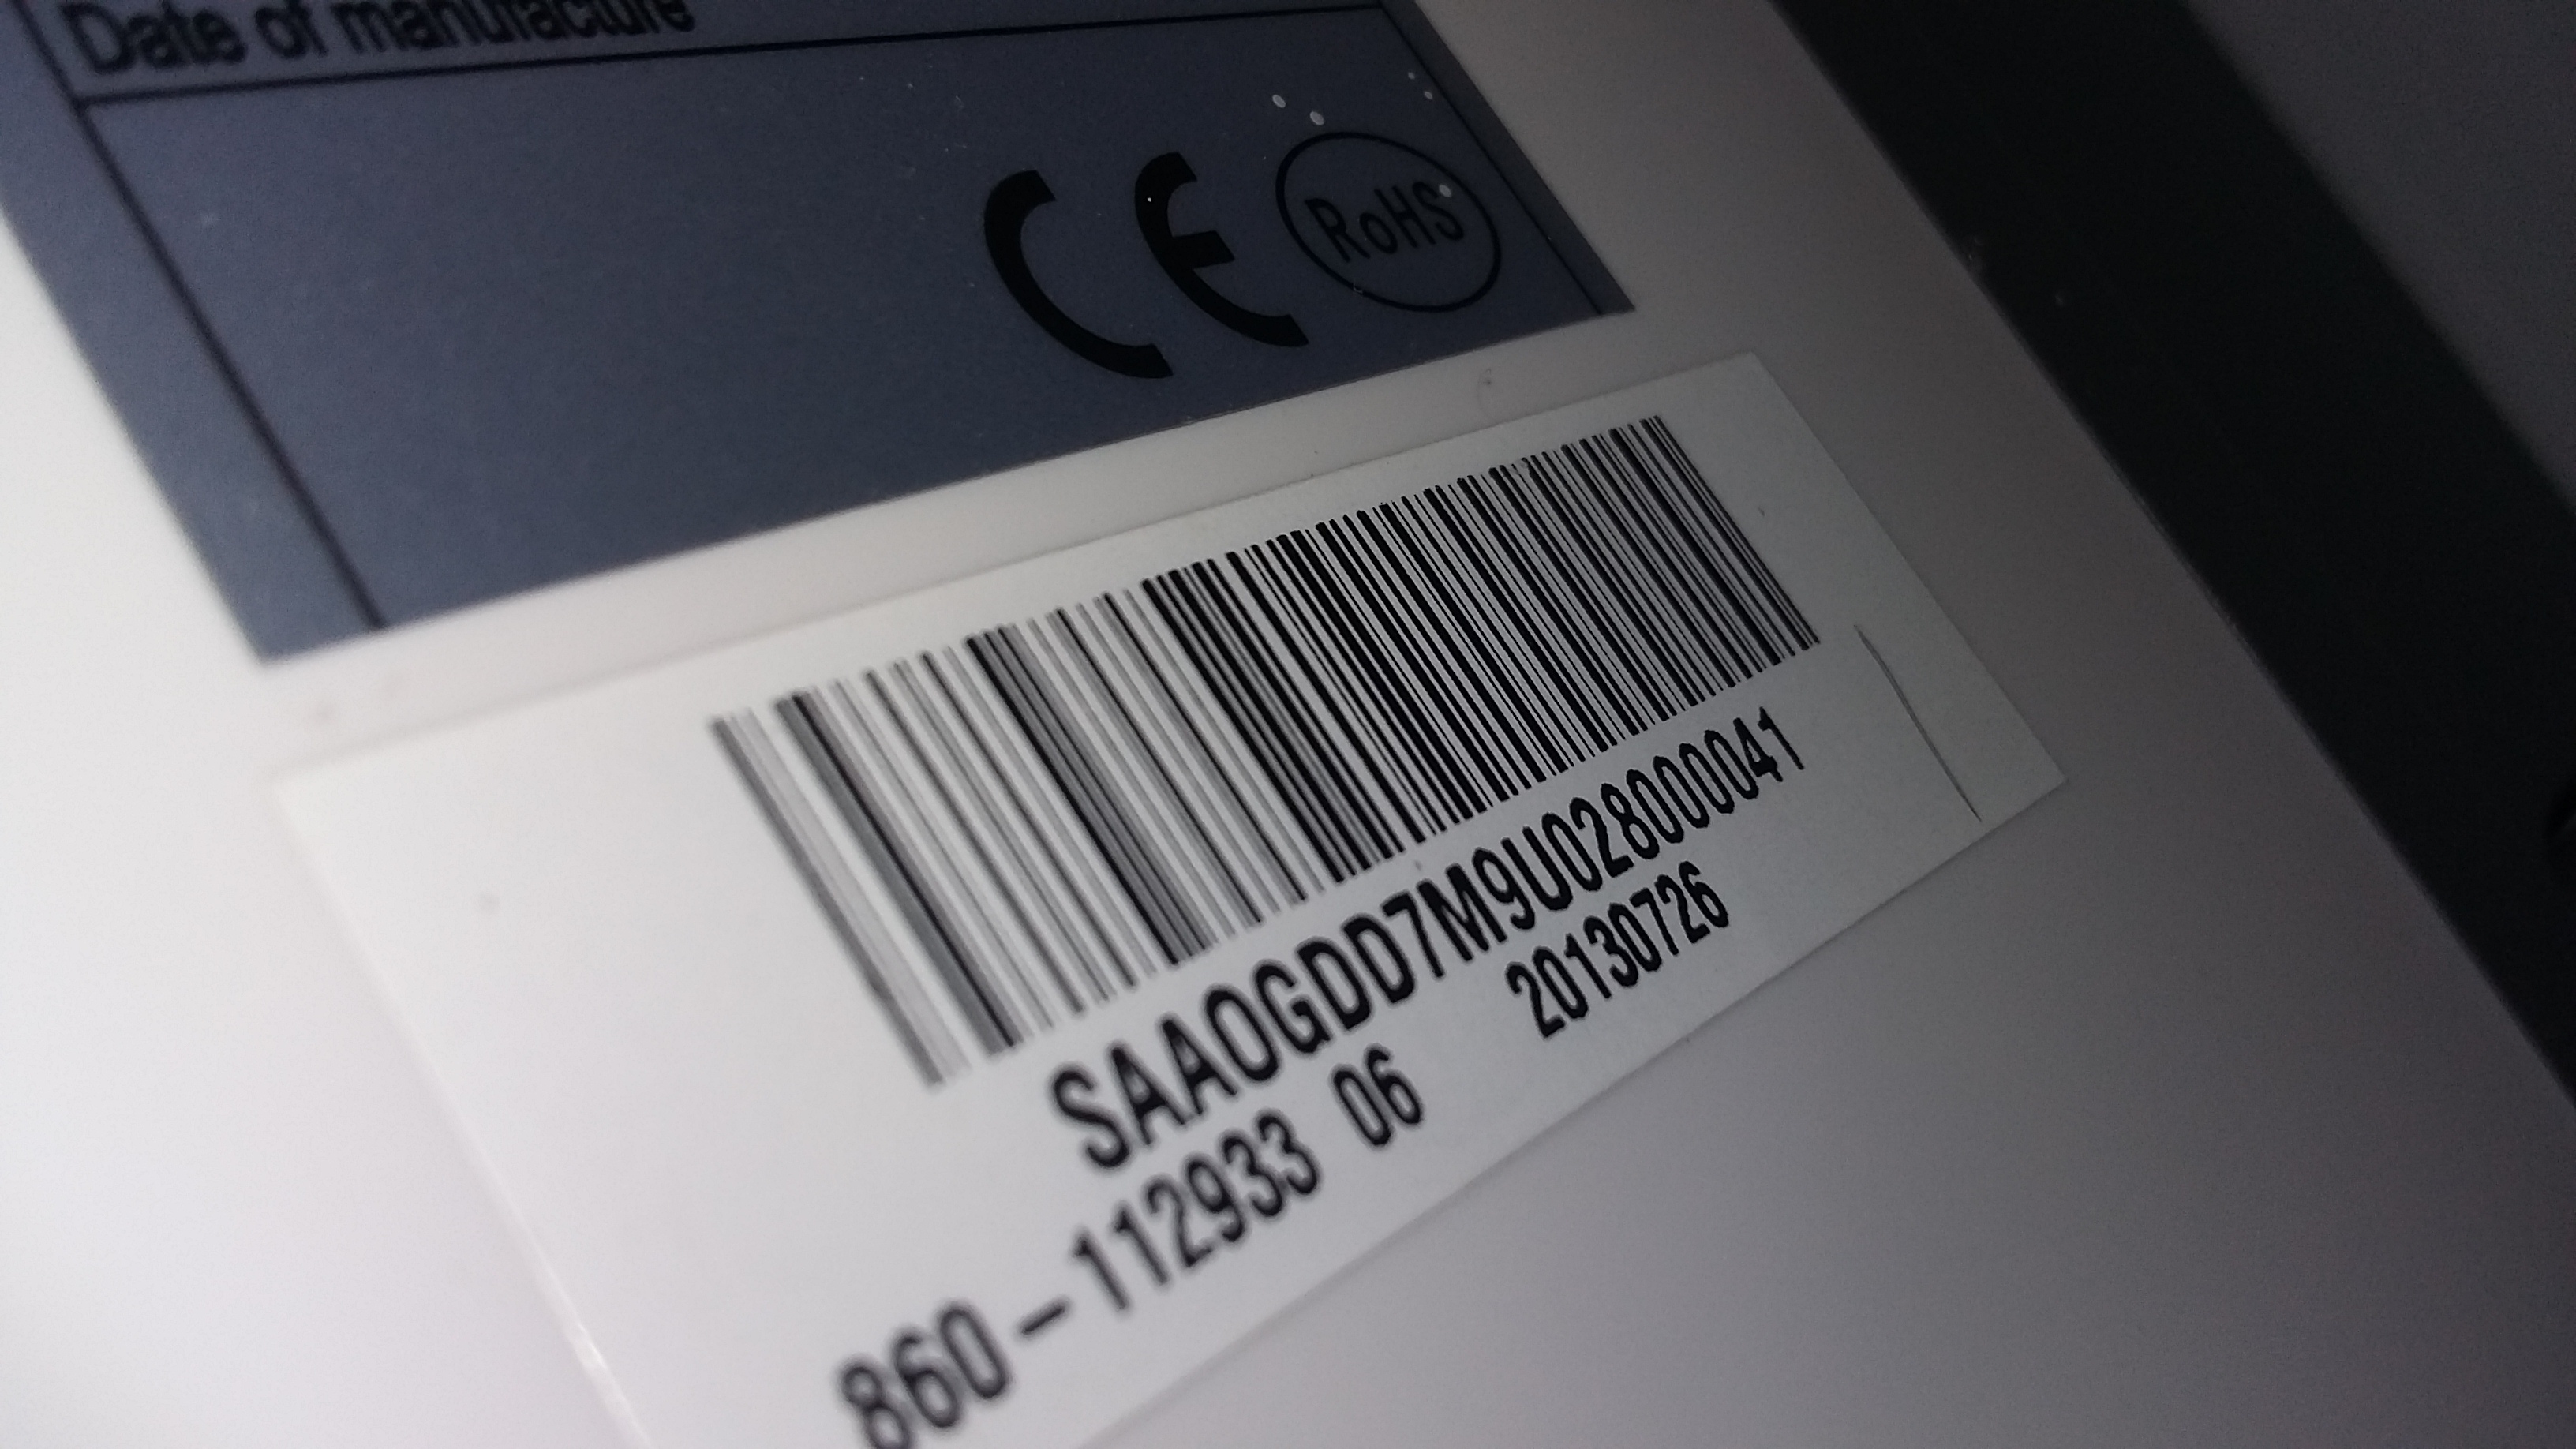 Date of manufacture
CE RoHS
SAAOGDD7M9U028000041
860-112933 06 20130726